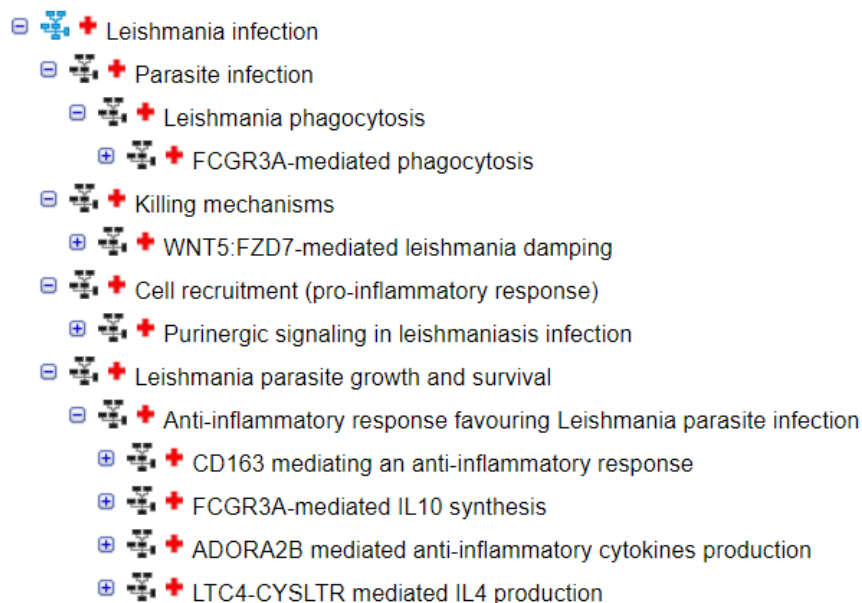 Leishmania infection
Parasite infection
Leishmania phagocytosis
FCGR3A-mediated phagocytosis
Killing mechanisms
WNT5:FZD7-mediated leishmania damping
Cell recruitment (pro-inflammatory response)
Purinergic signaling in leishmaniasis infection
Leishmania parasite growth and survival
Anti-inflammatory response favouring Leishmania parasite infection
CD163 mediating an anti-inflammatory response
FCGR3A-mediated IL10 synthesis
ADORA2B mediated anti-inflammatory cytokines production
LTC4-CYSLTR mediated IL4 production